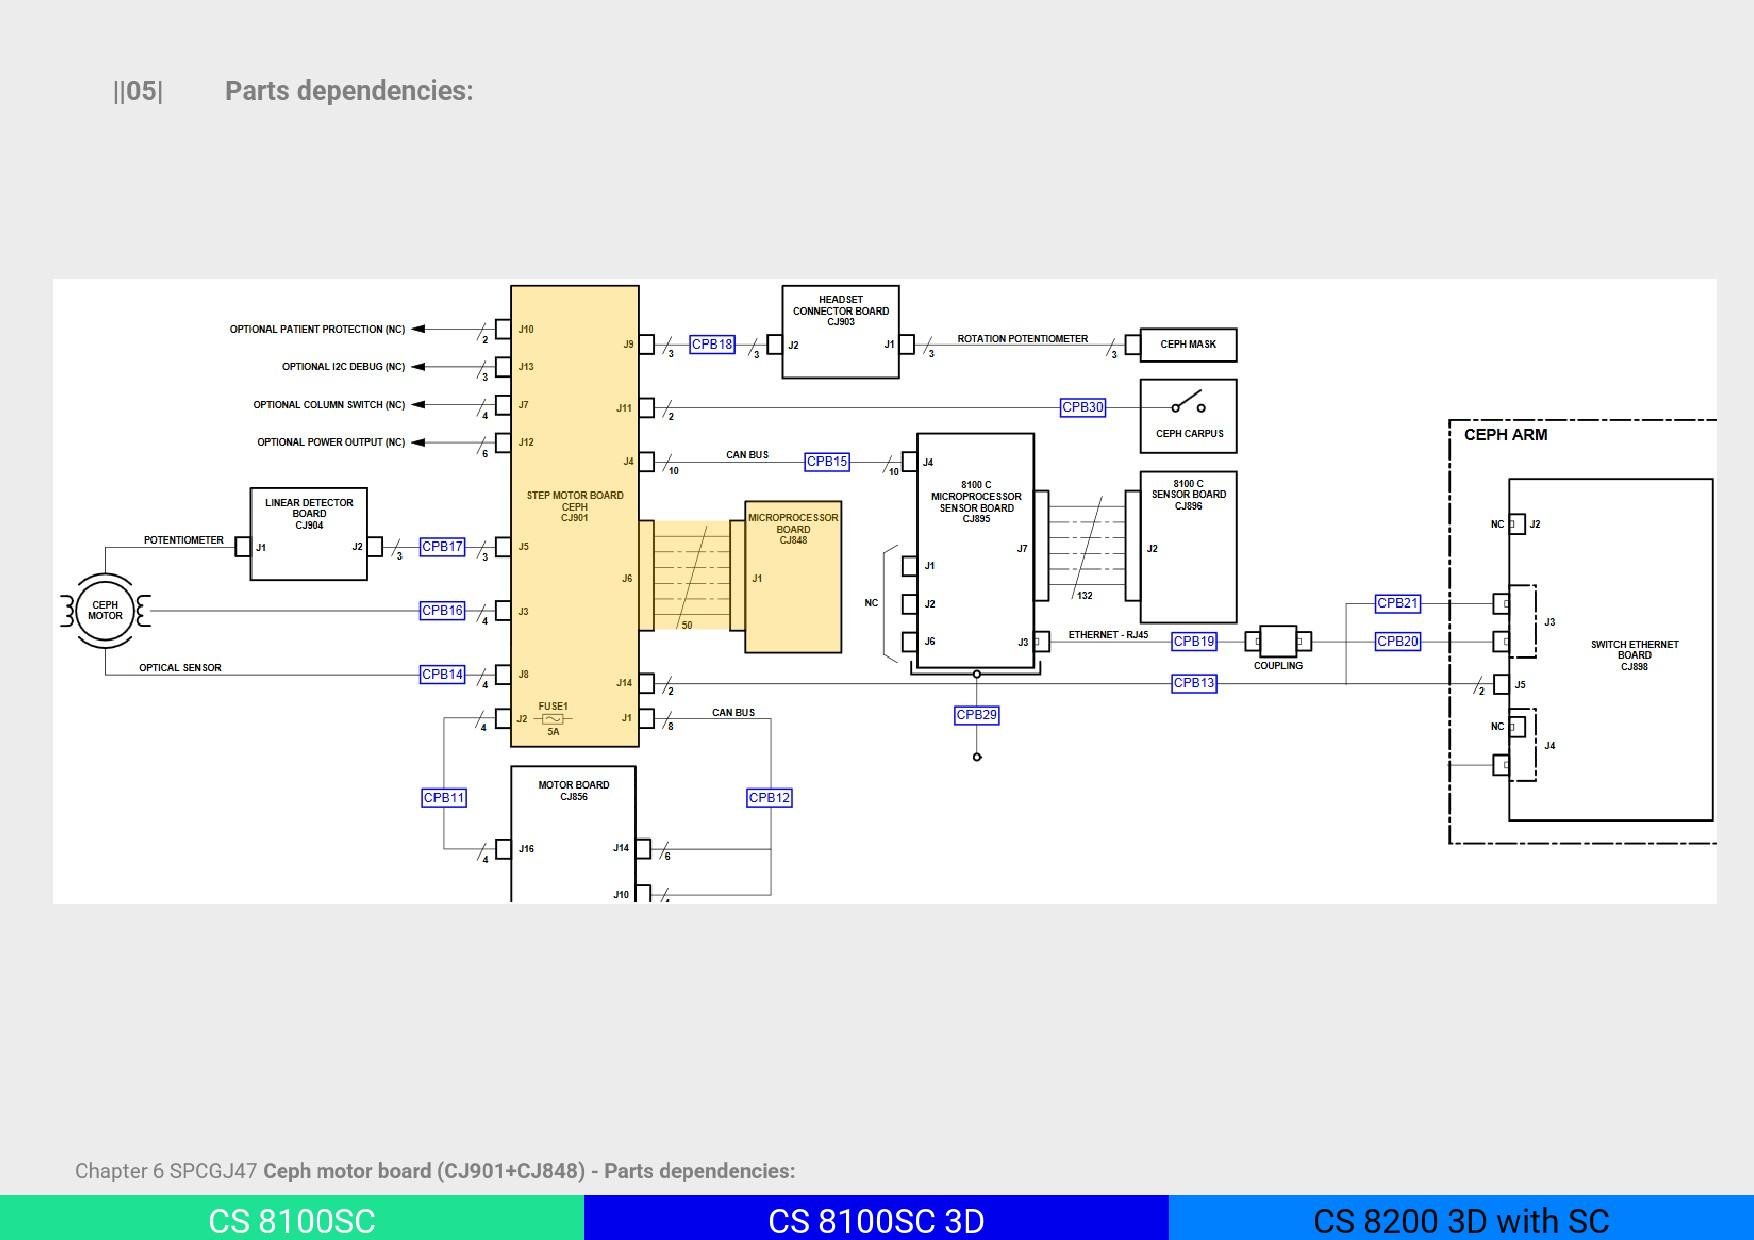 ||05| Parts dependencies:
OPTIONAL PATIENT PROTECTION (NC)
2
J10
OPTIONAL I2C DEBUG (NC)
3
J13
OPTIONAL COLUMN SWITCH (NC)
4
J7
OPTIONAL POWER OUTPUT (NC)
6
J12
STEP MOTOR BOARD
CEPH
CJ901
J9
3
CPB18
3
HEADSET
CONNECTOR BOARD
CJ903
J2
J1
3
ROTATION POTENTIOMETER
3
CEPH MASK
J11
2
CPB30
CEPH CARPUS
J4
10
CAN BUS
CPB15
10
J4
8100 C
MICROPROCESSOR
SENSOR BOARD
CJ895
J7
132
8100 C
SENSOR BOARD
CJ896
J2
NC
J1
J2
J6
J3
ETHERNET - RJ45
CPB19
COUPLING
CPB21
CPB20
CPB13
CPB29
LINEAR DETECTOR
BOARD
CJ904
POTENTIOMETER
J1
J2
3
CPB17
3
J5
J6
50
MICROPROCESSOR
BOARD
CJ848
J1
CEPH
MOTOR
CPB16
4
J3
OPTICAL SENSOR
CPB14
4
J8
J14
2
FUSE1
5A
4
J2
J1
8
CAN BUS
CPB11
CPB12
MOTOR BOARD
CJ856
4
J16
J14
6
J10
CEPH ARM
NC
J2
J3
SWITCH ETHERNET
BOARD
CJ898
2
J5
NC
J4
Chapter 6 SPCGJ47 Ceph motor board (CJ901+CJ848) - Parts dependencies:
CS 8100SC
CS 8100SC 3D
CS 8200 3D with SC